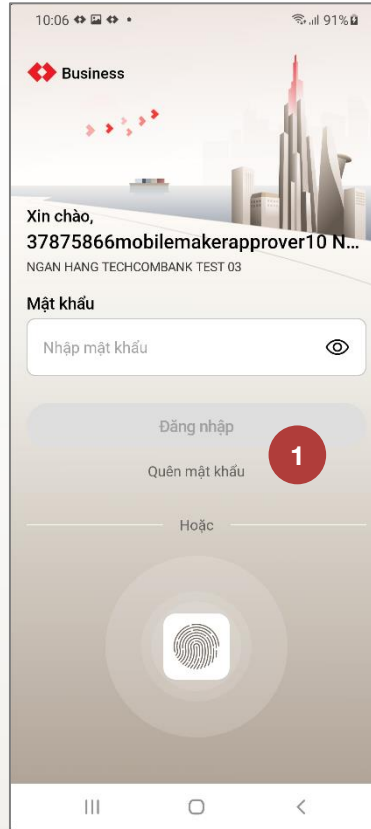 10:06
91%
Business
Xin chào,
37875866mobilemakerapprover10 N...
NGAN HANG TECHCOMBANK TEST 03
Mật khẩu
Nhập mật khẩu
Đăng nhập
1
Quên mật khẩu
Hoặc